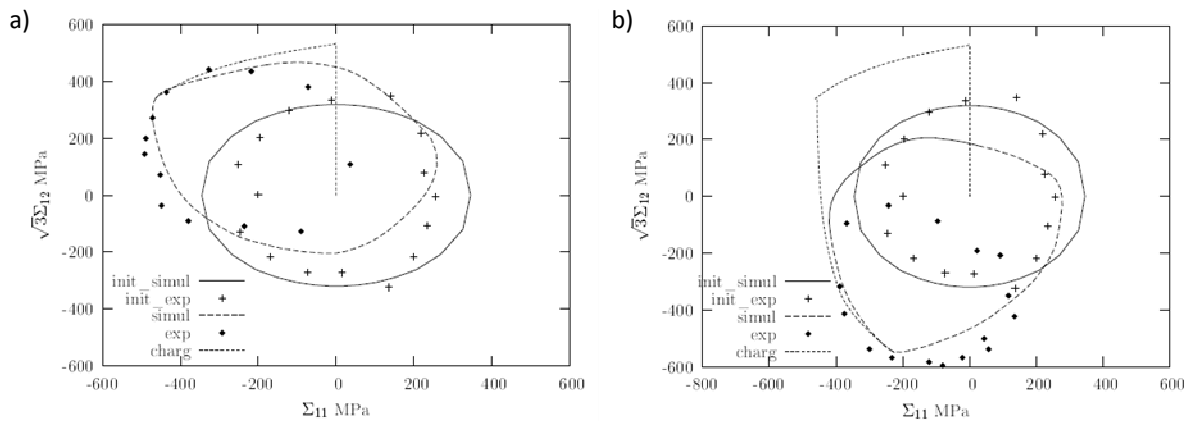 a)
600
400
200
0
-200
-400
-600
√3Σ12 MPa
init_simul
init_exp
simul
exp
charg
-600 -400 -200 0 200 400 600
Σ11 MPa
b)
600
500
400
200
0
-200
-400
-600
√3Σ12 MPa
init_simul
init_exp
simul
exp
charg
-800 -600 -400 -200 0 200 400 600
Σ11 MPa